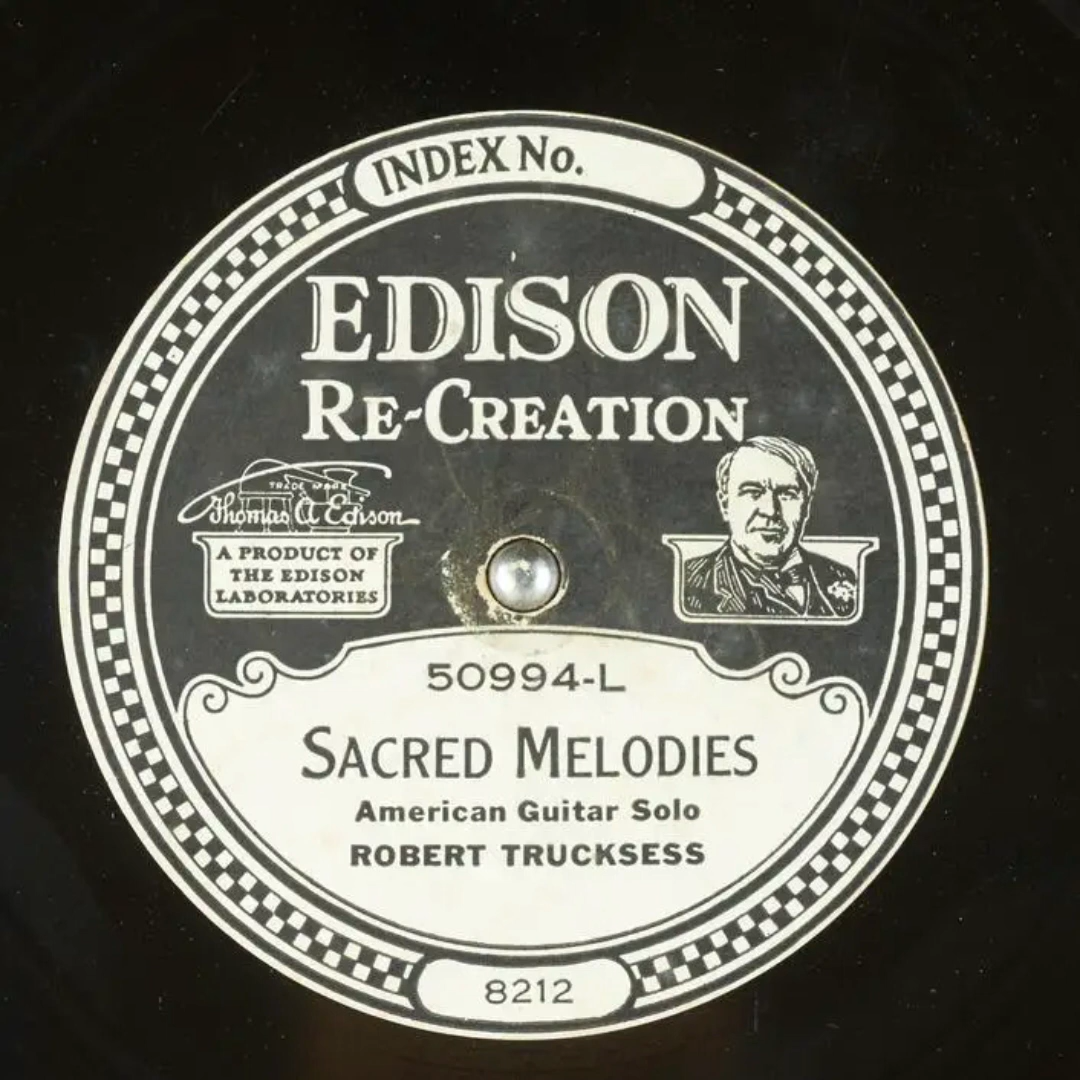 INDEX No.
EDISON
RE-CREATION
TRADE MARK
Thomas A Edison
A PRODUCT OF
THE EDISON
LABORATORIES
50994-L
SACRED MELODIES
American Guitar Solo
ROBERT TRUCKSESS
8212